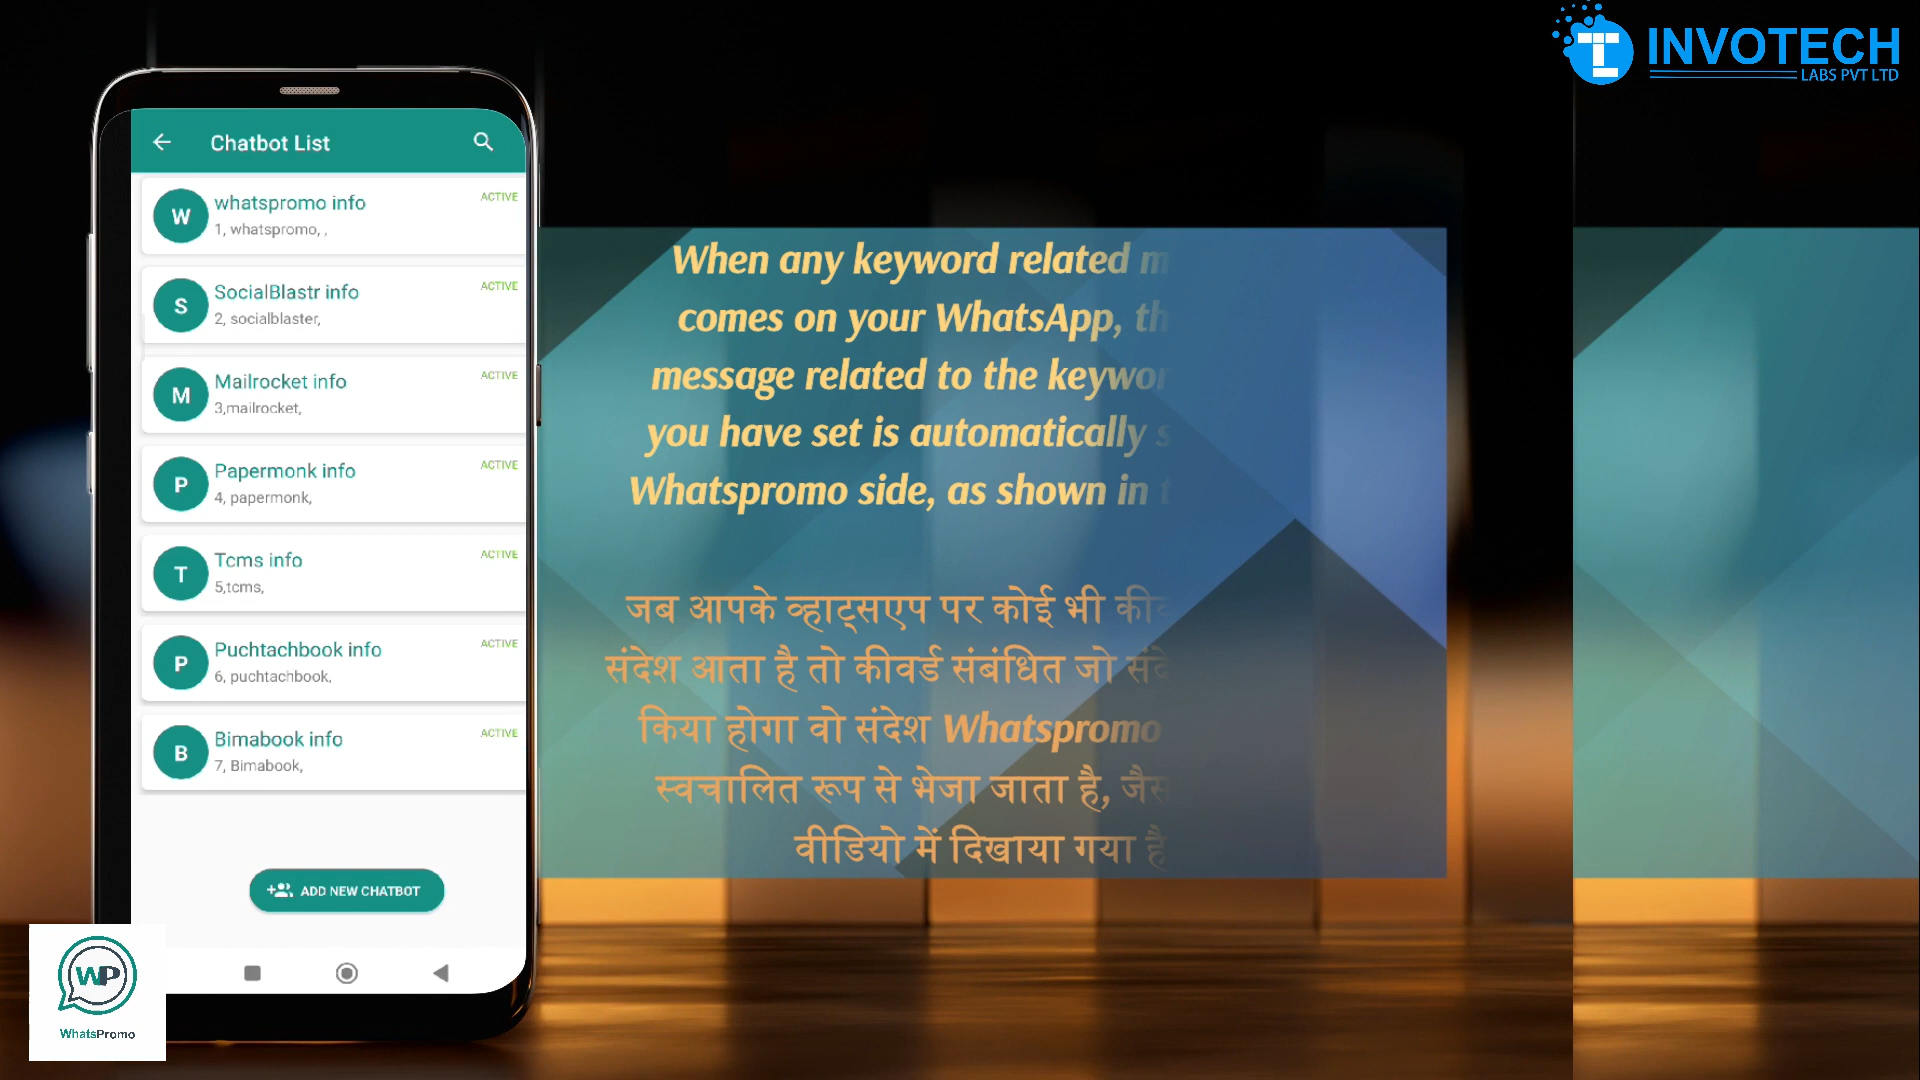 INVOTECH
LABS PVT LTD
Chatbot List
W
whatspromo info
ACTIVE
1, whatspromo, ,
S
SocialBlastr info
ACTIVE
2, socialblaster,
M
Mailrocket info
ACTIVE
3,mailrocket,
P
Papermonk info
ACTIVE
4, papermonk,
T
Tcms info
ACTIVE
5,tcms,
P
Puchtachbook info
ACTIVE
6, puchtachbook,
B
Bimabook info
ACTIVE
7, Bimabook,
ADD NEW CHATBOT
WP
WhatsPromo
When any keyword related
comes on your WhatsApp,
message related to the
you have set is automatically
Whatspromo side, as shown in
जब आपके व्हाट्सएप पर कोई भी
संदेश आता है तो कीवर्ड संबंधित जो
किया होगा वो संदेश Whatspromo
स्वचालित रूप से भेजा जाता है,
वीडियो में दिखाया गया है